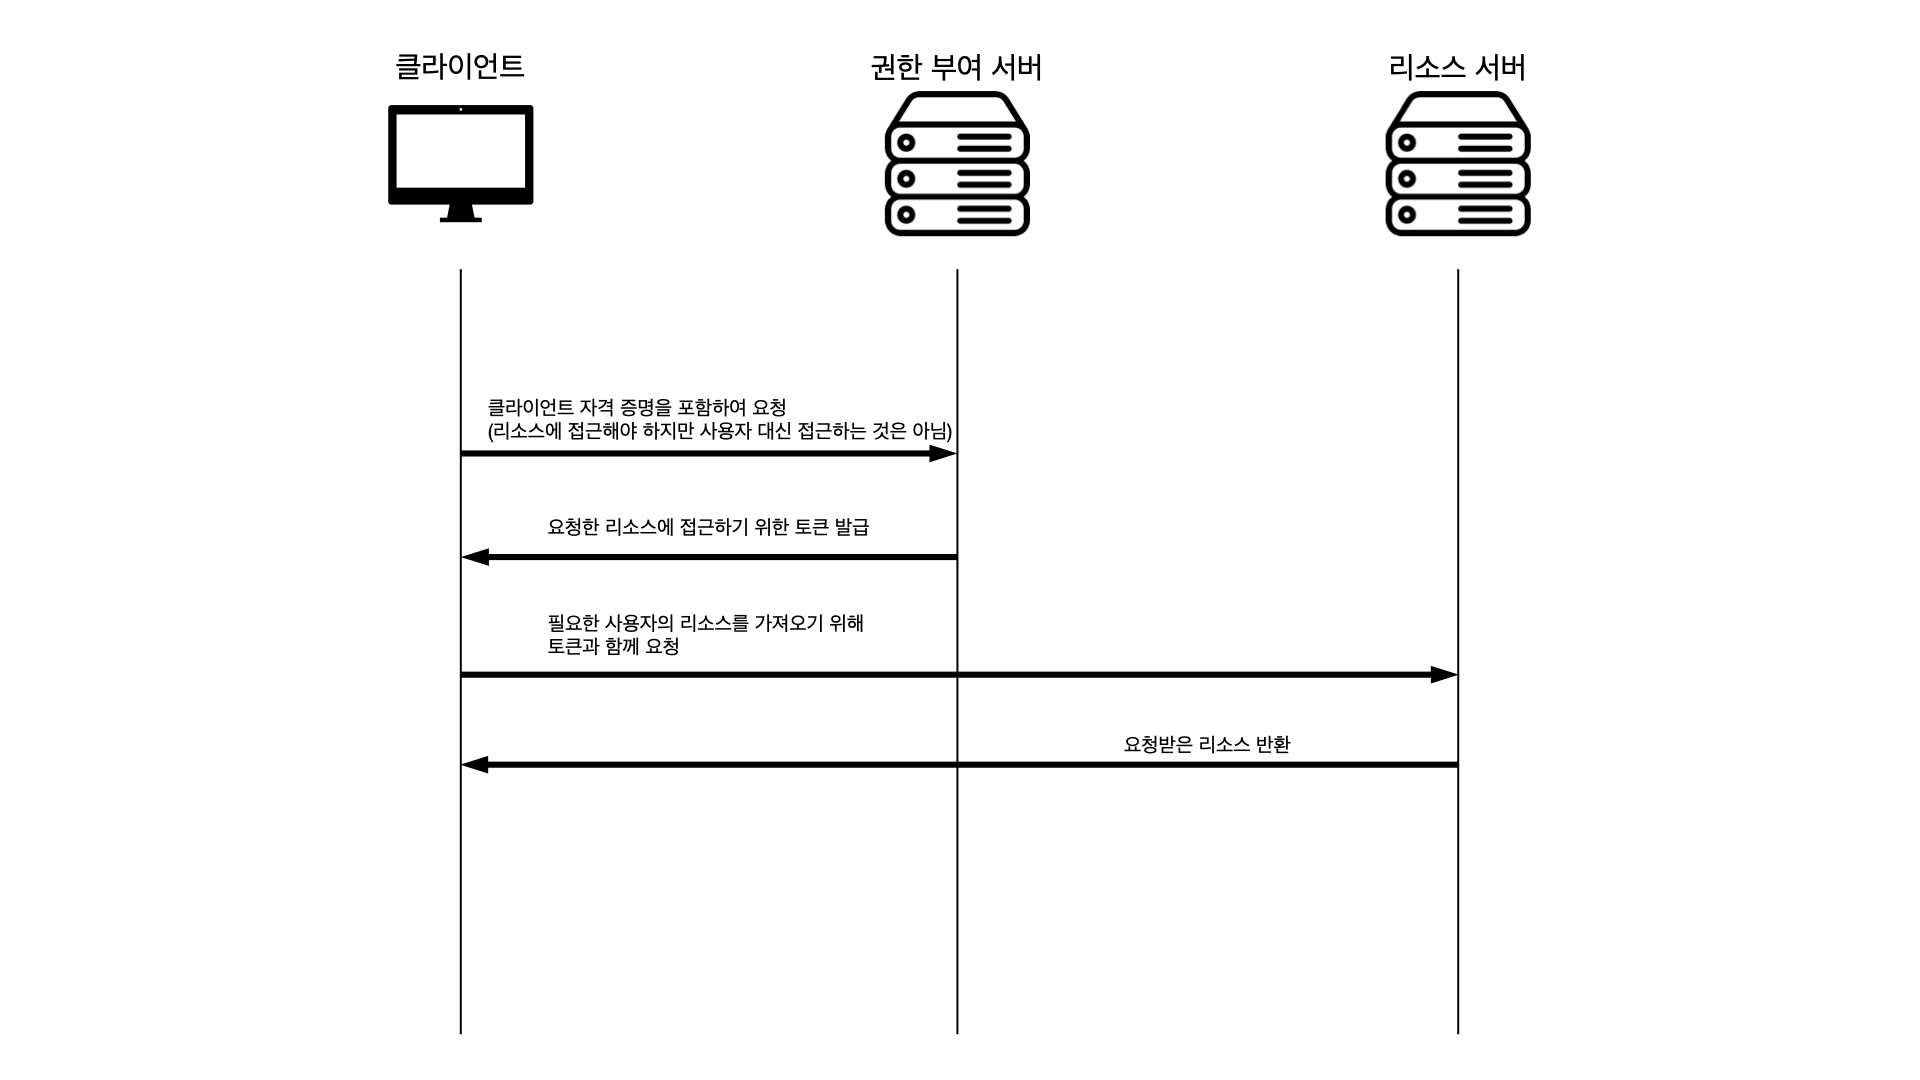 클라이언트
권한 부여 서버
리소스 서버
클라이언트 자격 증명을 포함하여 요청
(리소스에 접근해야 하지만 사용자 대신 접근하는 것은 아님)
요청한 리소스에 접근하기 위한 토큰 발급
필요한 사용자의 리소스를 가져오기 위해
토큰과 함께 요청
요청받은 리소스 반환